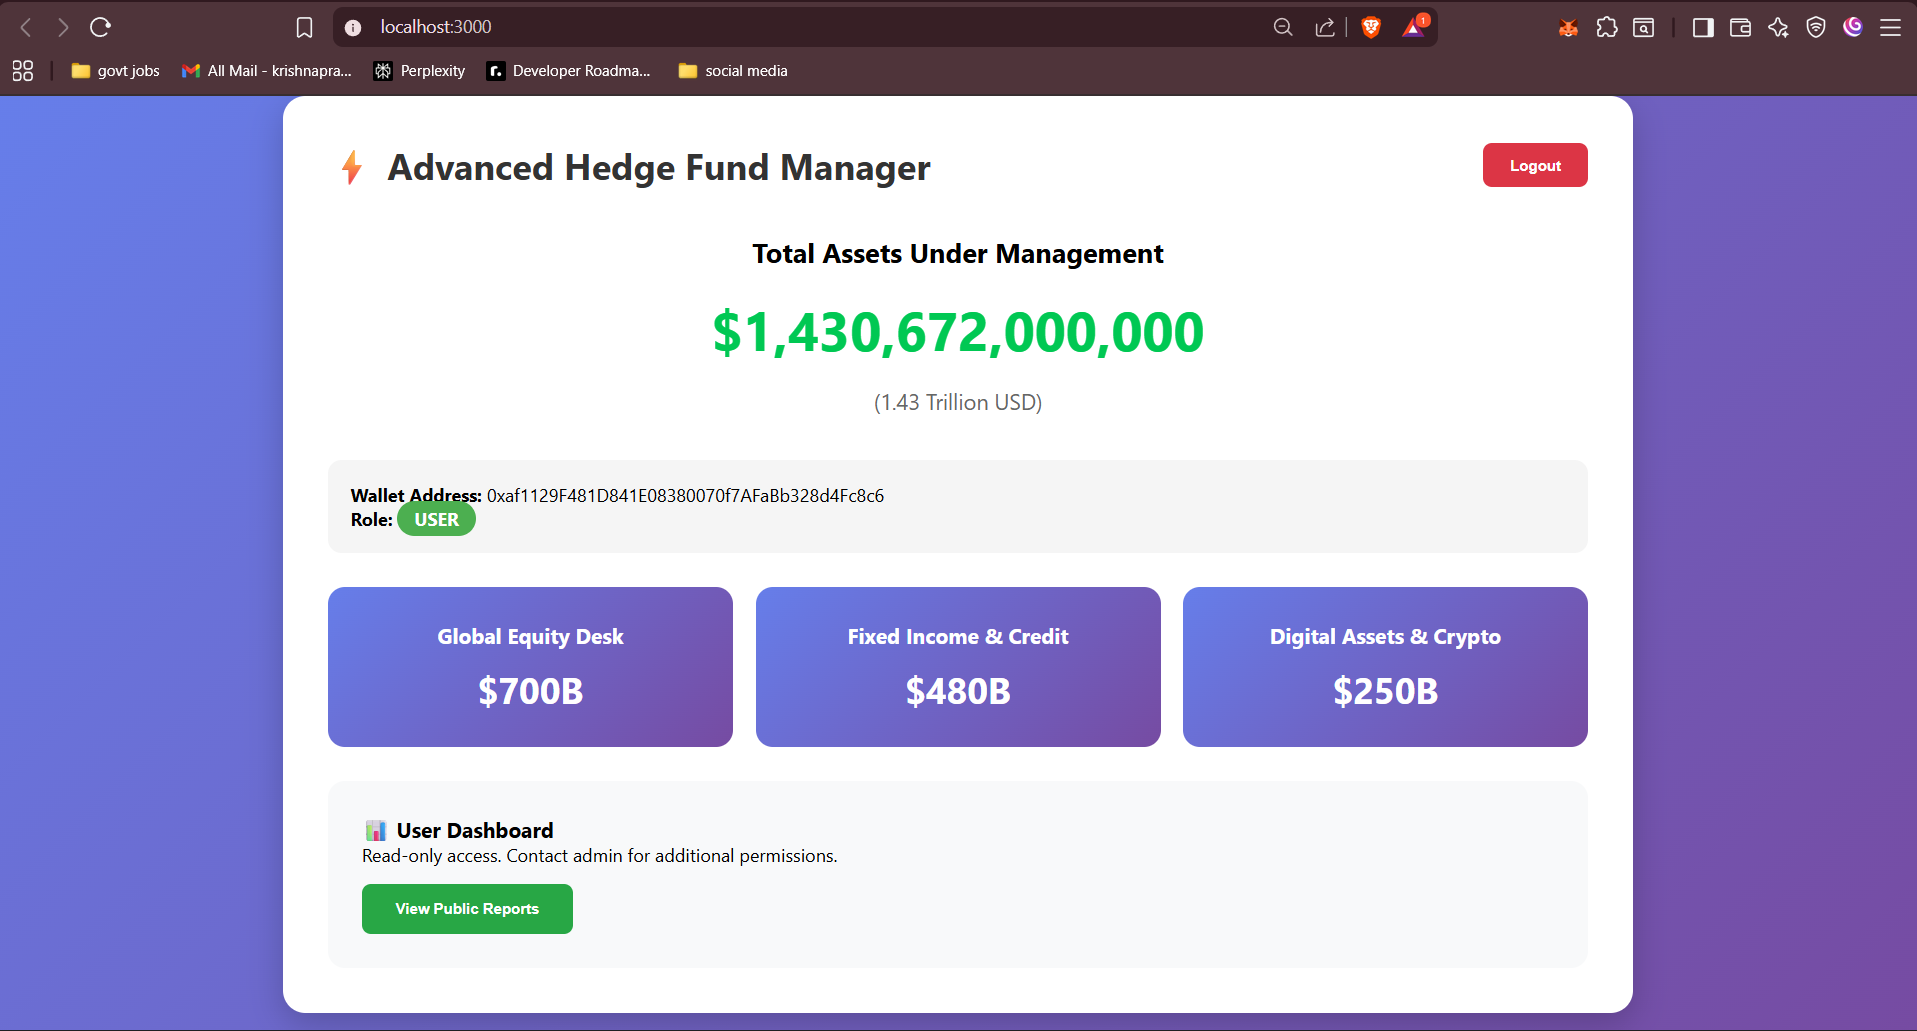 localhost:3000
1
govt jobs
All Mail - krishnapra...
Perplexity
Developer Roadma...
social media
Advanced Hedge Fund Manager
Logout
Total Assets Under Management
$1,430,672,000,000
(1.43 Trillion USD)
Wallet Address: 0xaf1129F481D841E08380070f7AFaBb328d4Fc8c6
Role: USER
Global Equity Desk
$700B
Fixed Income & Credit
$480B
Digital Assets & Crypto
$250B
User Dashboard
Read-only access. Contact admin for additional permissions.
View Public Reports